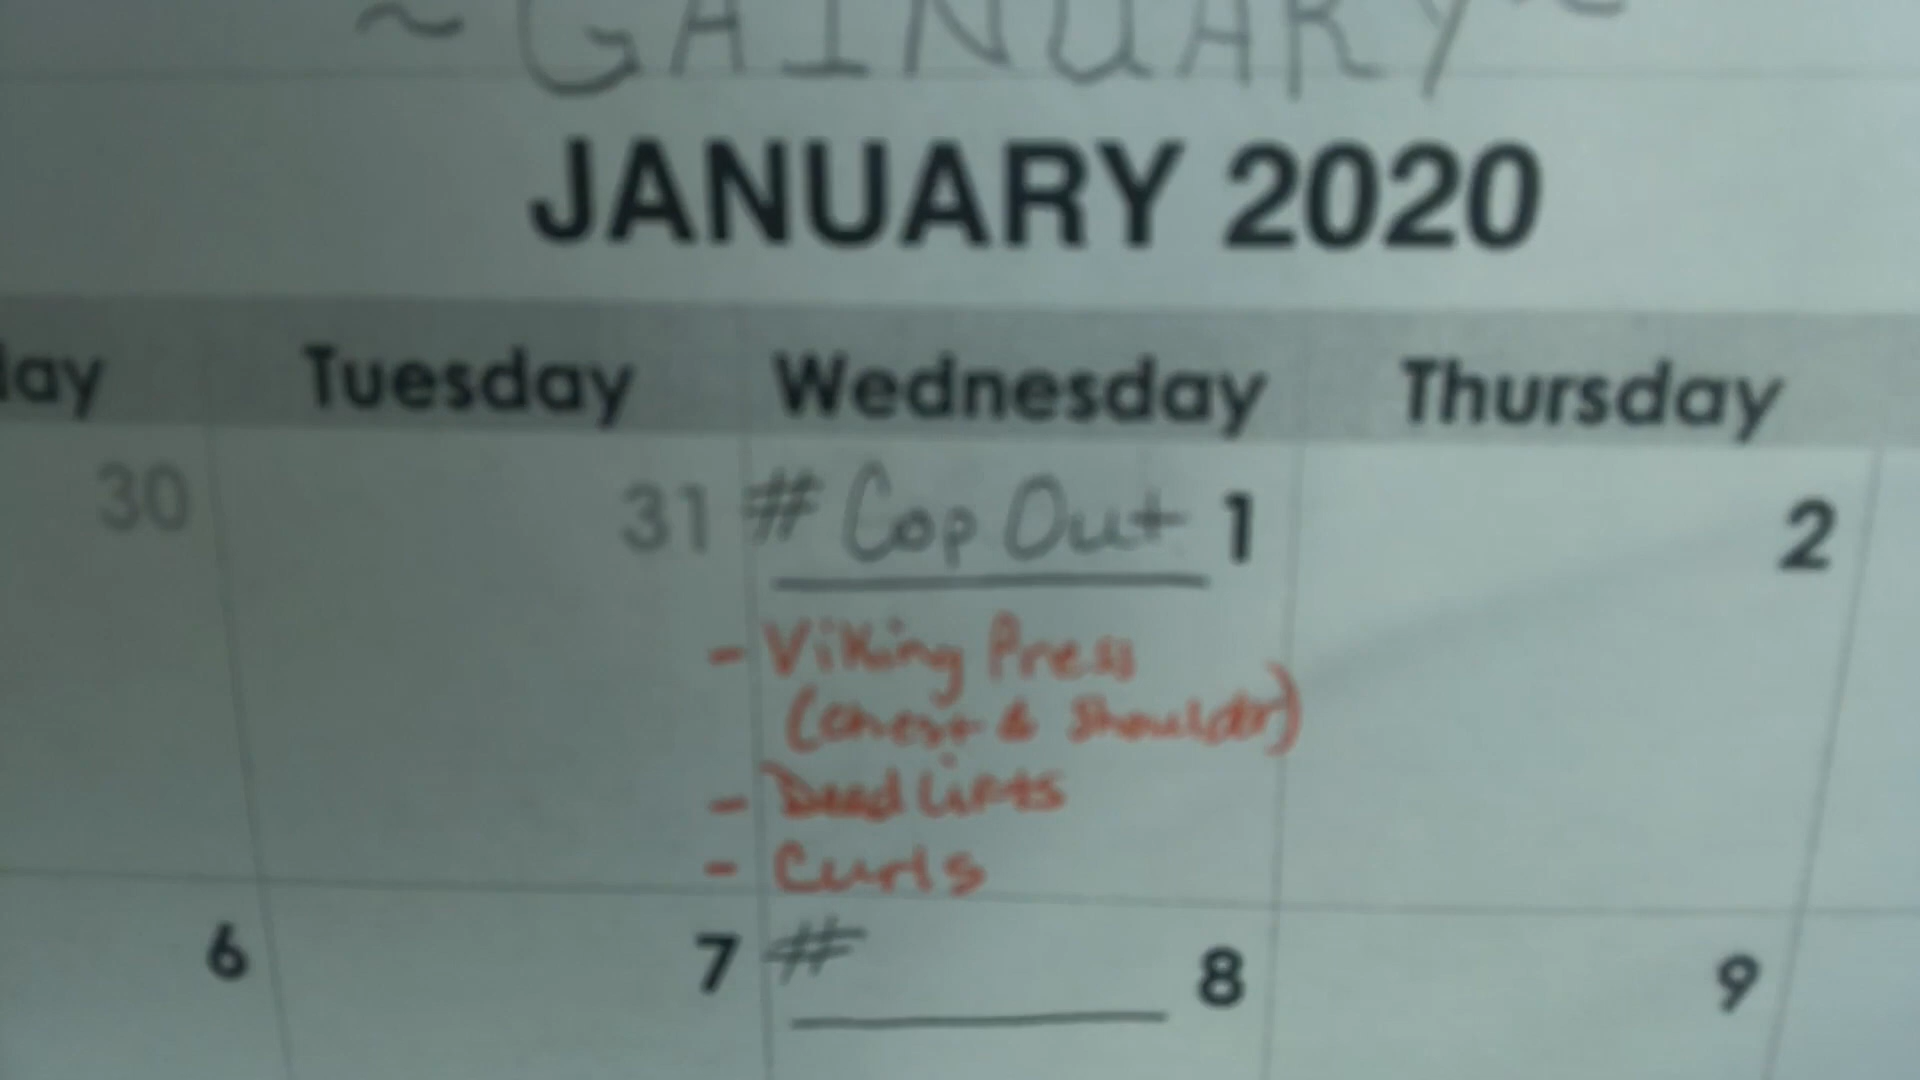 ~GAINUARY~
JANUARY 2020
day Tuesday Wednesday Thursday
30 31 # Cop Out 1 2
- Viking Press
(Chest & Shoulder)
- Dead Lifts
- Curls
6 7 # 8 9